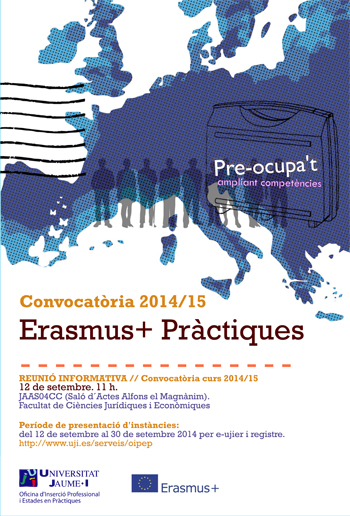 Pre-ocupa't
ampliant competències
Convocatòria 2014/15
Erasmus+ Pràctiques
REUNIÓ INFORMATIVA // Convocatòria curs 2014/15
12 de setembre. 11 h.
JAAS04CC (Saló d´Actes Alfons el Magnànim).
Facultat de Ciències Jurídiques i Econòmiques
Període de presentació d'instàncies:
del 12 de setembre al 30 de setembre 2014 per e-ujier i registre.
http://www.uji.es/serveis/oipep
UNIVERSITAT
JAUME·I
Oficina d'Inserció Professional
i Estades en Pràctiques
Erasmus+